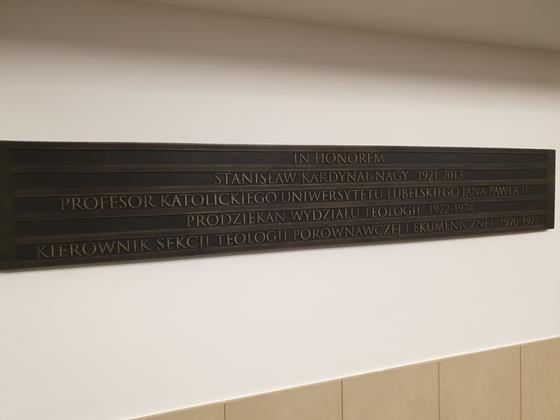 IN HONOREM
STANISŁAW KARDYNAŁ NAGY 1921-2013
PROFESOR KATOLICKIEGO UNIWERSYTETU LUBELSKIEGO JANA PAWŁA II
PRODZIEKAN WYDZIAŁU TEOLOGII 1972-1974
KIEROWNIK SEKCJI TEOLOGII PORÓWNAWCZEJ I EKUMENICZNEJ 1970-1975